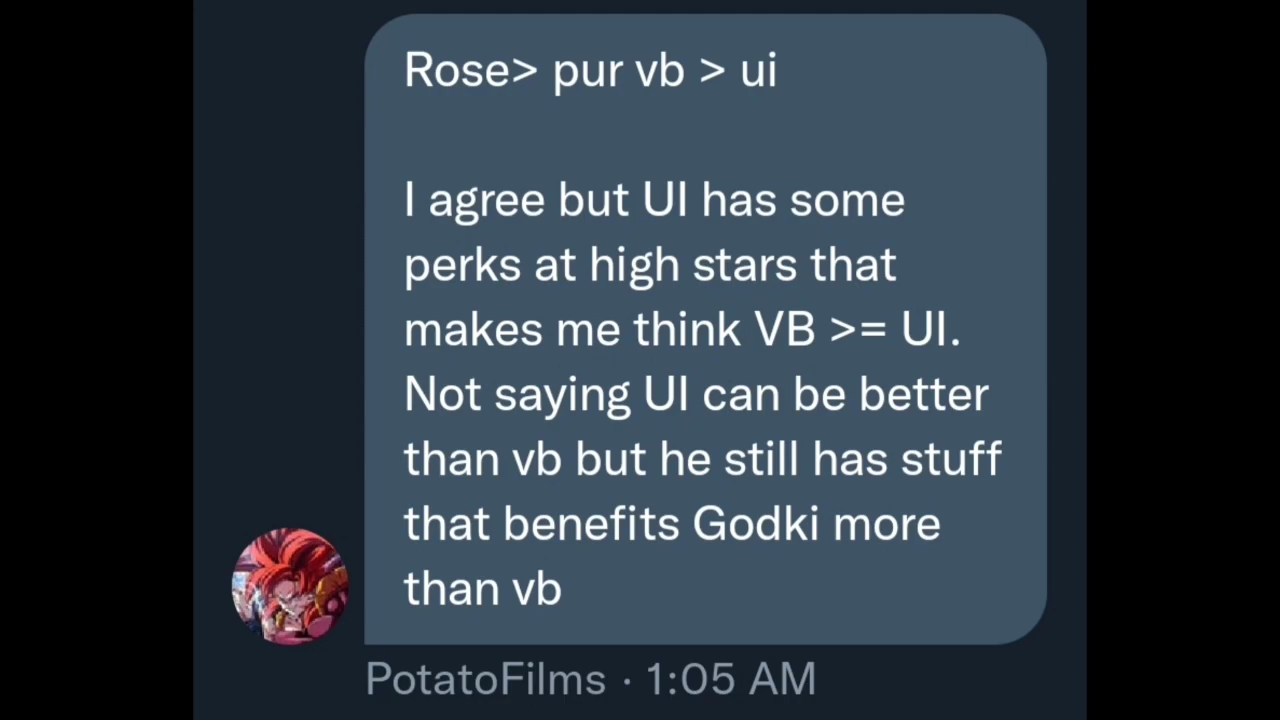 Rose> pur vb > ui
I agree but UI has some
perks at high stars that
makes me think VB >= UI.
Not saying UI can be better
than vb but he still has stuff
that benefits Godki more
than vb
PotatoFilms · 1:05 AM